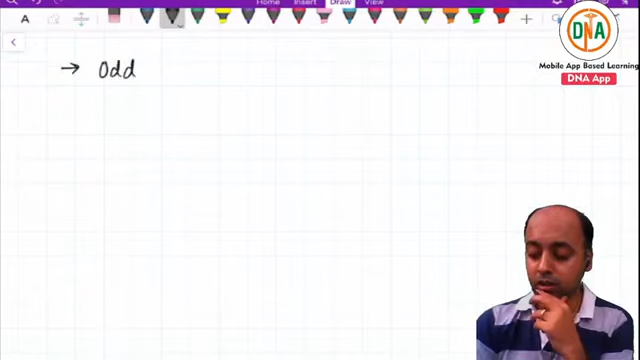 Home Insert Draw View
A
→ Odd
DNA
Mobile App Based Learning
DNA App